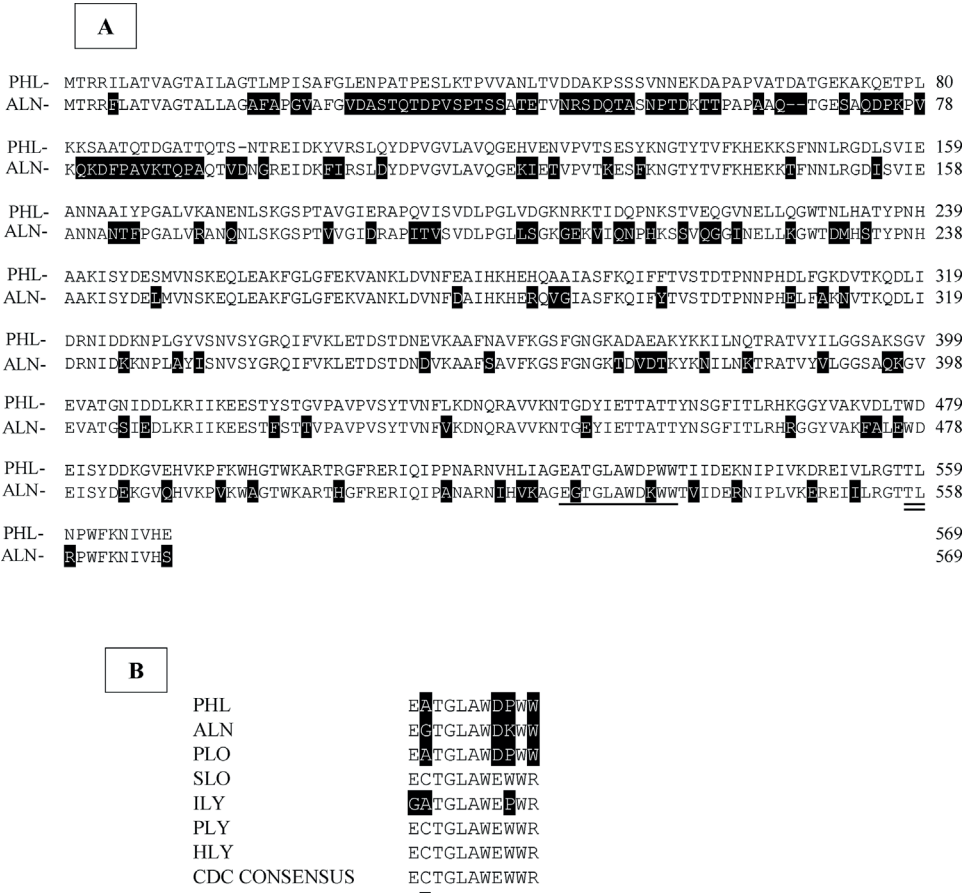 A
PHL- MTRRILATVAGTAILAGTLMPISAFGLENPATPESLKTPVVANLTVDDAKPSSSVNNEKDAPAPVATDATGEKAKQETPL 80
ALN- MTRRFLATVAGTALLAGAFAPGVAFGVDASTQTDPVSPTSSATETVNRSDQTASNPTDKTTPAPAAQ--TGESAQDPKPV 78
PHL- KKSAATQTDGATTQTS-NTREIDKYVRSLQYDPVGVLAVQGEHVENVPVTSESYKNGTYTVFKHEKKSFNNLRGDLSVIE 159
ALN- KQKDFPAVKTQPAQTVDNGREIDKFIRSLDYDPVGVLAVQGEKIETVPVTKESFKNGTYTVFKHEKKTFNNLRGDISVIE 158
PHL- ANNAAIYPGALVKANENLSKGSPTAVGIERAPQVISVDLPGLVDGKNRKTIDQPNKSTVEQGVNELLQGWTNLHATYPNH 239
ALN- ANNANTFPGALVRANQNLSKGSPTVVGIDRAPITVSVDLPGLLSGKGEKVIQNPHKSSVQGGINELLKGWTDMHSTYPNH 238
PHL- AAKISYDESMVNSKEQLEAKFGLGFEKVANKLDVNFEAIHKHEHQAAIASFKQIFFTVSTDTPNNPHDLFGKDVTKQDLI 319
ALN- AAKISYDELMVNSKEQLEAKFGLGFEKVANKLDVNFDAIHKHERQVGIASFKQIFYTVSTDTPNNPHELFAKNVTKQDLI 319
PHL- DRNIDDKNPLGYVSNVSYGRQIFVKLETDSTDNEVKAAFNAVFKGSFGNGKADAEAKYKKILNQTRATVYILGGSAKSGV 399
ALN- DRNIDKKNPLAYISNVSYGRQIFVKLETDSTDNDVKAAFSAVFKGSFGNGKTDVDTKYKNILNKTRATVYVLGGSAQKGV 398
PHL- EVATGNIDDLKRIIKEESTYSTGVPAVPVSYTVNFLKDNQRAVVKNTGDYIETTATTYNSGFITLRHKGGYVAKVDLTWD 479
ALN- EVATGSIEDLKRIIKEESTFSTTVPAVPVSYTVNFVKDNQRAVVKNTGEYIETTATTYNSGFITLRHRGGYVAKFALEWD 478
PHL- EISYDDKGVEHVKPFKWHGTWKARTRGFRERIQIPPNARNVHLIAGEATGLAWDPWWTIIDEKNIPIVKDREIVLRGTTL 559
ALN- EISYDEKGVQHVKPVKWAGTWKARTHGFRERIQIPANARNIHVKAGEGTGLAWDKWWTVIDERNIPLVKEREIILRGTTL 558
PHL- NPWFKNIVHE 569
ALN- RPWFKNIVHS 569
B
PHL EATGLAWDPWW
ALN EGTGLAWDKWW
PLO EATGLAWDPWW
SLO ECTGLAWEWWR
ILY GATGLAWEPWR
PLY ECTGLAWEWWR
HLY ECTGLAWEWWR
CDC CONSENSUS ECTGLAWEWWR